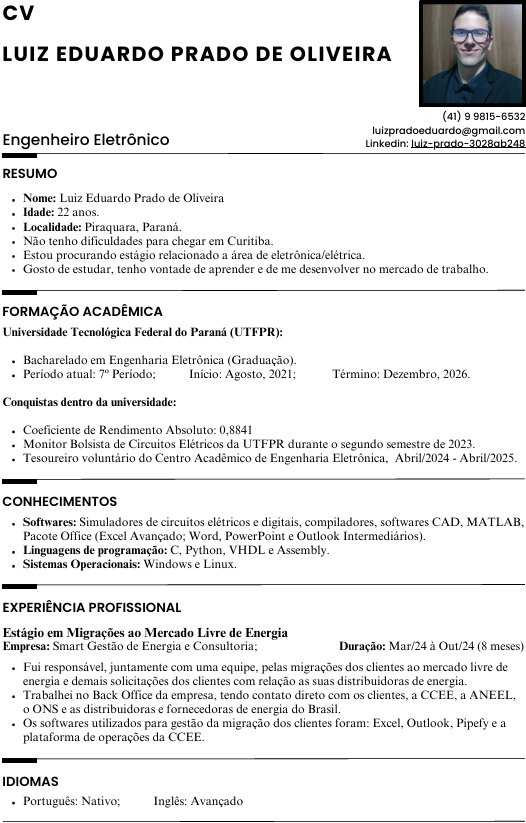 CV
LUIZ EDUARDO PRADO DE OLIVEIRA
(41) 9 9815-6532
luizpradoeduardo@gmail.com
Engenheiro Eletrônico
Linkedin: luiz-prado-3028ab248
RESUMO
• Nome: Luiz Eduardo Prado de Oliveira
• Idade: 22 anos.
• Localidade: Piraquara, Paraná.
• Não tenho dificuldades para chegar em Curitiba.
• Estou procurando estágio relacionado a área de eletrônica/elétrica.
• Gosto de estudar, tenho vontade de aprender e de me desenvolver no mercado de trabalho.
FORMAÇÃO ACADÊMICA
Universidade Tecnológica Federal do Paraná (UTFPR):
• Bacharelado em Engenharia Eletrônica (Graduação).
• Período atual: 7º Período; Início: Agosto, 2021; Término: Dezembro, 2026.
Conquistas dentro da universidade:
• Coeficiente de Rendimento Absoluto: 0,8841
• Monitor Bolsista de Circuitos Elétricos da UTFPR durante o segundo semestre de 2023.
• Tesoureiro voluntário do Centro Acadêmico de Engenharia Eletrônica, Abril/2024 - Abril/2025.
CONHECIMENTOS
• Softwares: Simuladores de circuitos elétricos e digitais, compiladores, softwares CAD, MATLAB,
Pacote Office (Excel Avançado; Word, PowerPoint e Outlook Intermediários).
• Linguagens de programação: C, Python, VHDL e Assembly.
• Sistemas Operacionais: Windows e Linux.
EXPERIÊNCIA PROFISSIONAL
Estágio em Migrações ao Mercado Livre de Energia
Empresa: Smart Gestão de Energia e Consultoria; Duração: Mar/24 à Out/24 (8 meses)
• Fui responsável, juntamente com uma equipe, pelas migrações dos clientes ao mercado livre de
energia e demais solicitações dos clientes com relação as suas distribuidoras de energia.
• Trabalhei no Back Office da empresa, tendo contato direto com os clientes, a CCEE, a ANEEL,
o ONS e as distribuidoras e fornecedoras de energia do Brasil.
• Os softwares utilizados para gestão da migração dos clientes foram: Excel, Outlook, Pipefy e a
plataforma de operações da CCEE.
IDIOMAS
• Português: Nativo; Inglês: Avançado